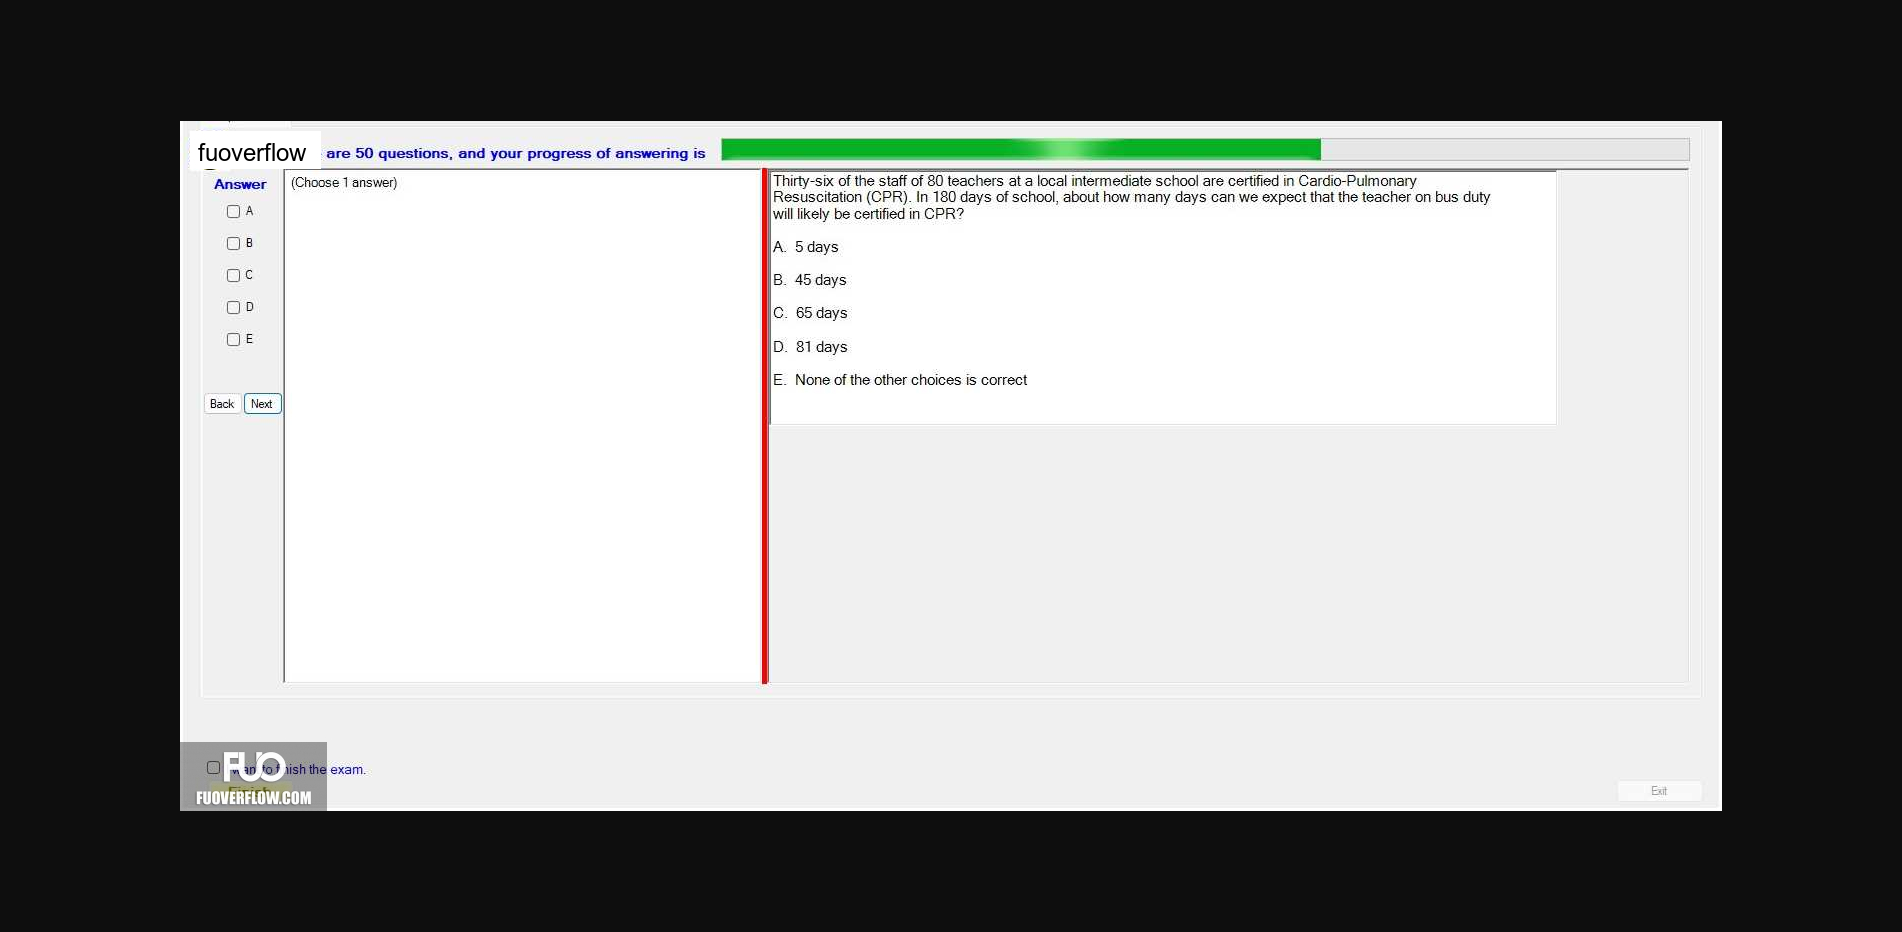 fuoverflow are 50 questions, and your progress of answering is
Answer
(Choose 1 answer)
A
B
C
D
E
Back Next
Thirty-six of the staff of 80 teachers at a local intermediate school are certified in Cardio-Pulmonary
Resuscitation (CPR). In 180 days of school, about how many days can we expect that the teacher on bus duty
will likely be certified in CPR?
A. 5 days
B. 45 days
C. 65 days
D. 81 days
E. None of the other choices is correct
FUO
to finish the exam.
Finish
FUOVERFLOW.COM
Exit